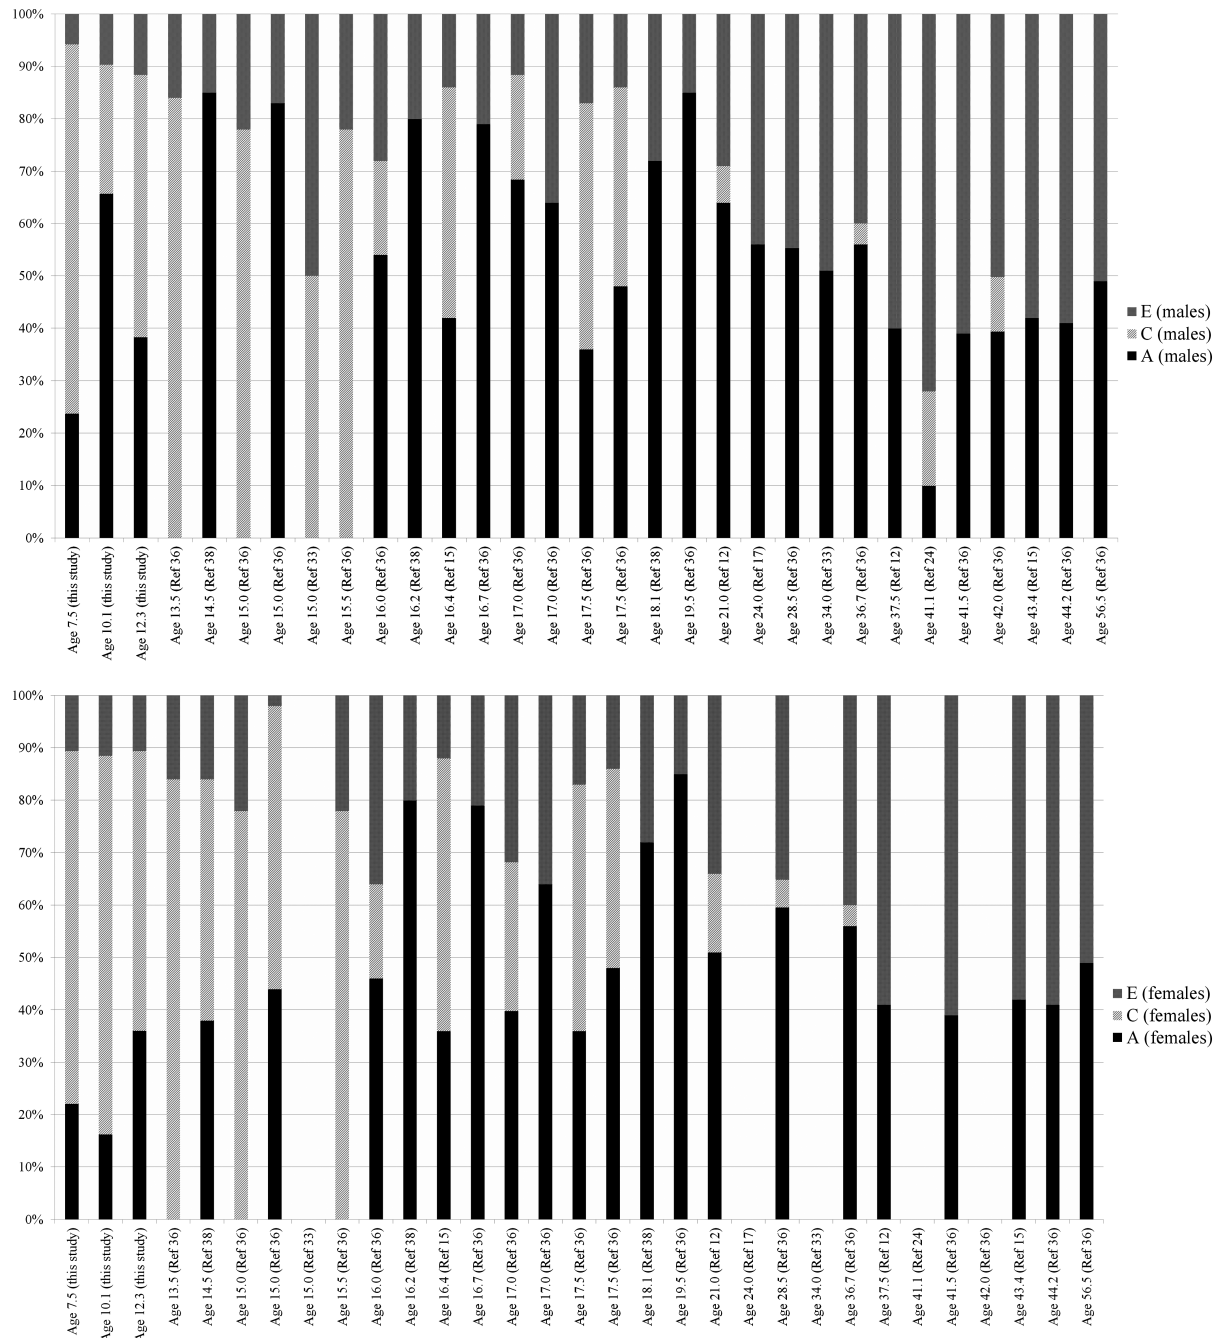 100%
90%
80%
70%
60%
50%
40%
30%
20%
10%
0%
E (males)
C (males)
A (males)
Age 7.5 (this study)
Age 10.1 (this study)
Age 12.3 (this study)
Age 13.5 (Ref 36)
Age 14.5 (Ref 38)
Age 15.0 (Ref 36)
Age 15.0 (Ref 36)
Age 15.0 (Ref 33)
Age 15.5 (Ref 36)
Age 16.0 (Ref 36)
Age 16.2 (Ref 38)
Age 16.4 (Ref 15)
Age 16.7 (Ref 36)
Age 17.0 (Ref 36)
Age 17.0 (Ref 36)
Age 17.5 (Ref 36)
Age 17.5 (Ref 36)
Age 18.1 (Ref 38)
Age 19.5 (Ref 36)
Age 21.0 (Ref 12)
Age 24.0 (Ref 17)
Age 28.5 (Ref 36)
Age 34.0 (Ref 33)
Age 36.7 (Ref 36)
Age 37.5 (Ref 12)
Age 41.1 (Ref 24)
Age 41.5 (Ref 36)
Age 42.0 (Ref 36)
Age 43.4 (Ref 15)
Age 44.2 (Ref 36)
Age 56.5 (Ref 36)
100%
90%
80%
70%
60%
50%
40%
30%
20%
10%
0%
E (females)
C (females)
A (females)
Age 7.5 (this study)
Age 10.1 (this study)
Age 12.3 (this study)
Age 13.5 (Ref 36)
Age 14.5 (Ref 38)
Age 15.0 (Ref 36)
Age 15.0 (Ref 36)
Age 15.0 (Ref 33)
Age 15.5 (Ref 36)
Age 16.0 (Ref 36)
Age 16.2 (Ref 38)
Age 16.4 (Ref 15)
Age 16.7 (Ref 36)
Age 17.0 (Ref 36)
Age 17.0 (Ref 36)
Age 17.5 (Ref 36)
Age 17.5 (Ref 36)
Age 18.1 (Ref 38)
Age 19.5 (Ref 36)
Age 21.0 (Ref 12)
Age 24.0 (Ref 17)
Age 28.5 (Ref 36)
Age 34.0 (Ref 33)
Age 36.7 (Ref 36)
Age 37.5 (Ref 12)
Age 41.1 (Ref 24)
Age 41.5 (Ref 36)
Age 42.0 (Ref 36)
Age 43.4 (Ref 15)
Age 44.2 (Ref 36)
Age 56.5 (Ref 36)